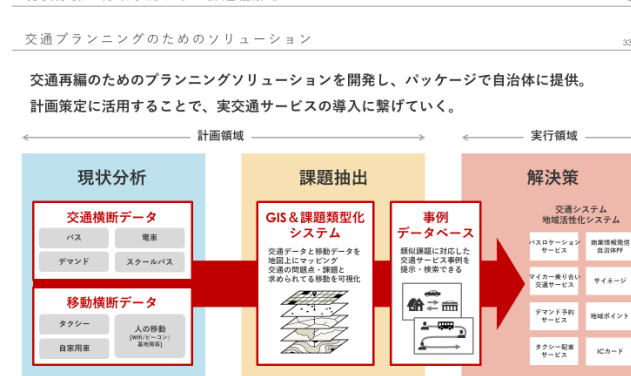 交通プランニングのためのソリューション
33
交通再編のためのプランニングソリューションを開発し、パッケージで自治体に提供。
計画策定に活用することで、実交通サービスの導入に繋げていく。
計画領域
実行領域
現状分析
課題抽出
解決策
交通横断データ
バス
電車
デマンド
スクールバス
移動横断データ
タクシー
自家用車
人の移動
(Wifi/ビーコン/
基地局等)
GIS＆課題類型化
システム
交通データと移動データを
地図上にマッピング
交通の問題点・課題と
求められてる移動を可視化
事例
データベース
類似課題に対応した
交通サービス事例を
提示・検索できる
交通システム
地域活性化システム
バスロケーション
サービス
商業情報発信
自治体PF
マイカー乗り合い
交通サービス
サイネージ
デマンド予約
サービス
地域ポイント
タクシー配車
サービス
ICカード